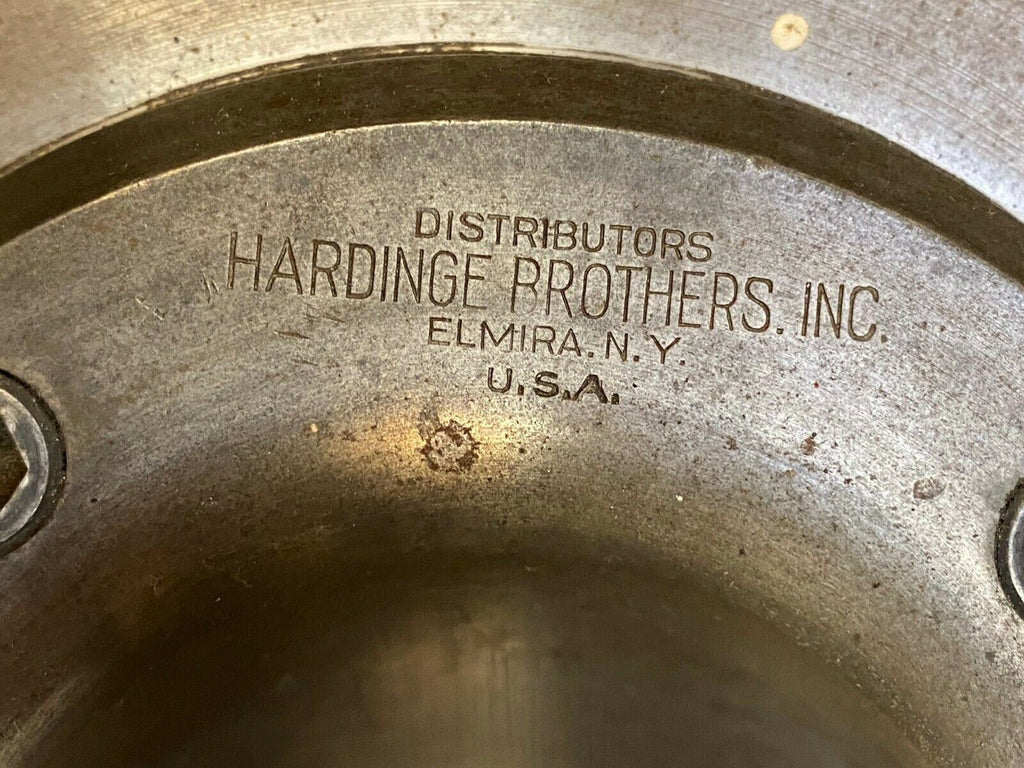 DISTRIBUTORS
HARDINGE BROTHERS. INC.
ELMIRA. N. Y.
U.S.A.